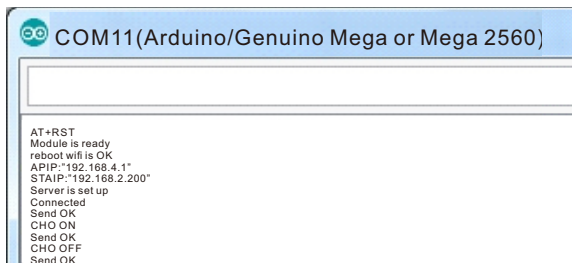 COM11(Arduino/Genuino Mega or Mega 2560)
AT+RST
Module is ready
reboot wifi is OK
APIP:"192.168.4.1"
STAIP:"192.168.2.200"
Server is set up
Connected
Send OK
CHO ON
Send OK
CHO OFF
Send OK